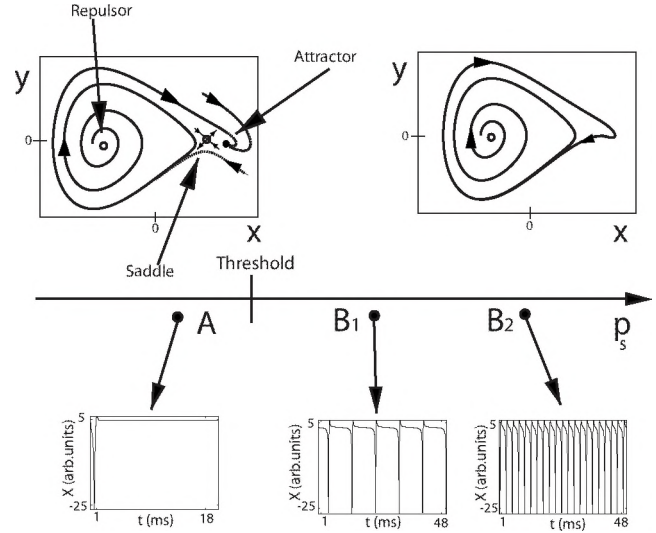 Repulsor
Attractor
y
0
0
x
Saddle
y
0
0
x
Threshold
A
B1
B2
ps
X (arb.units)
5
-25
1
t (ms)
18
X (arb.units)
5
-25
1
t (ms)
48
X (arb.units)
5
-25
1
t (ms)
48